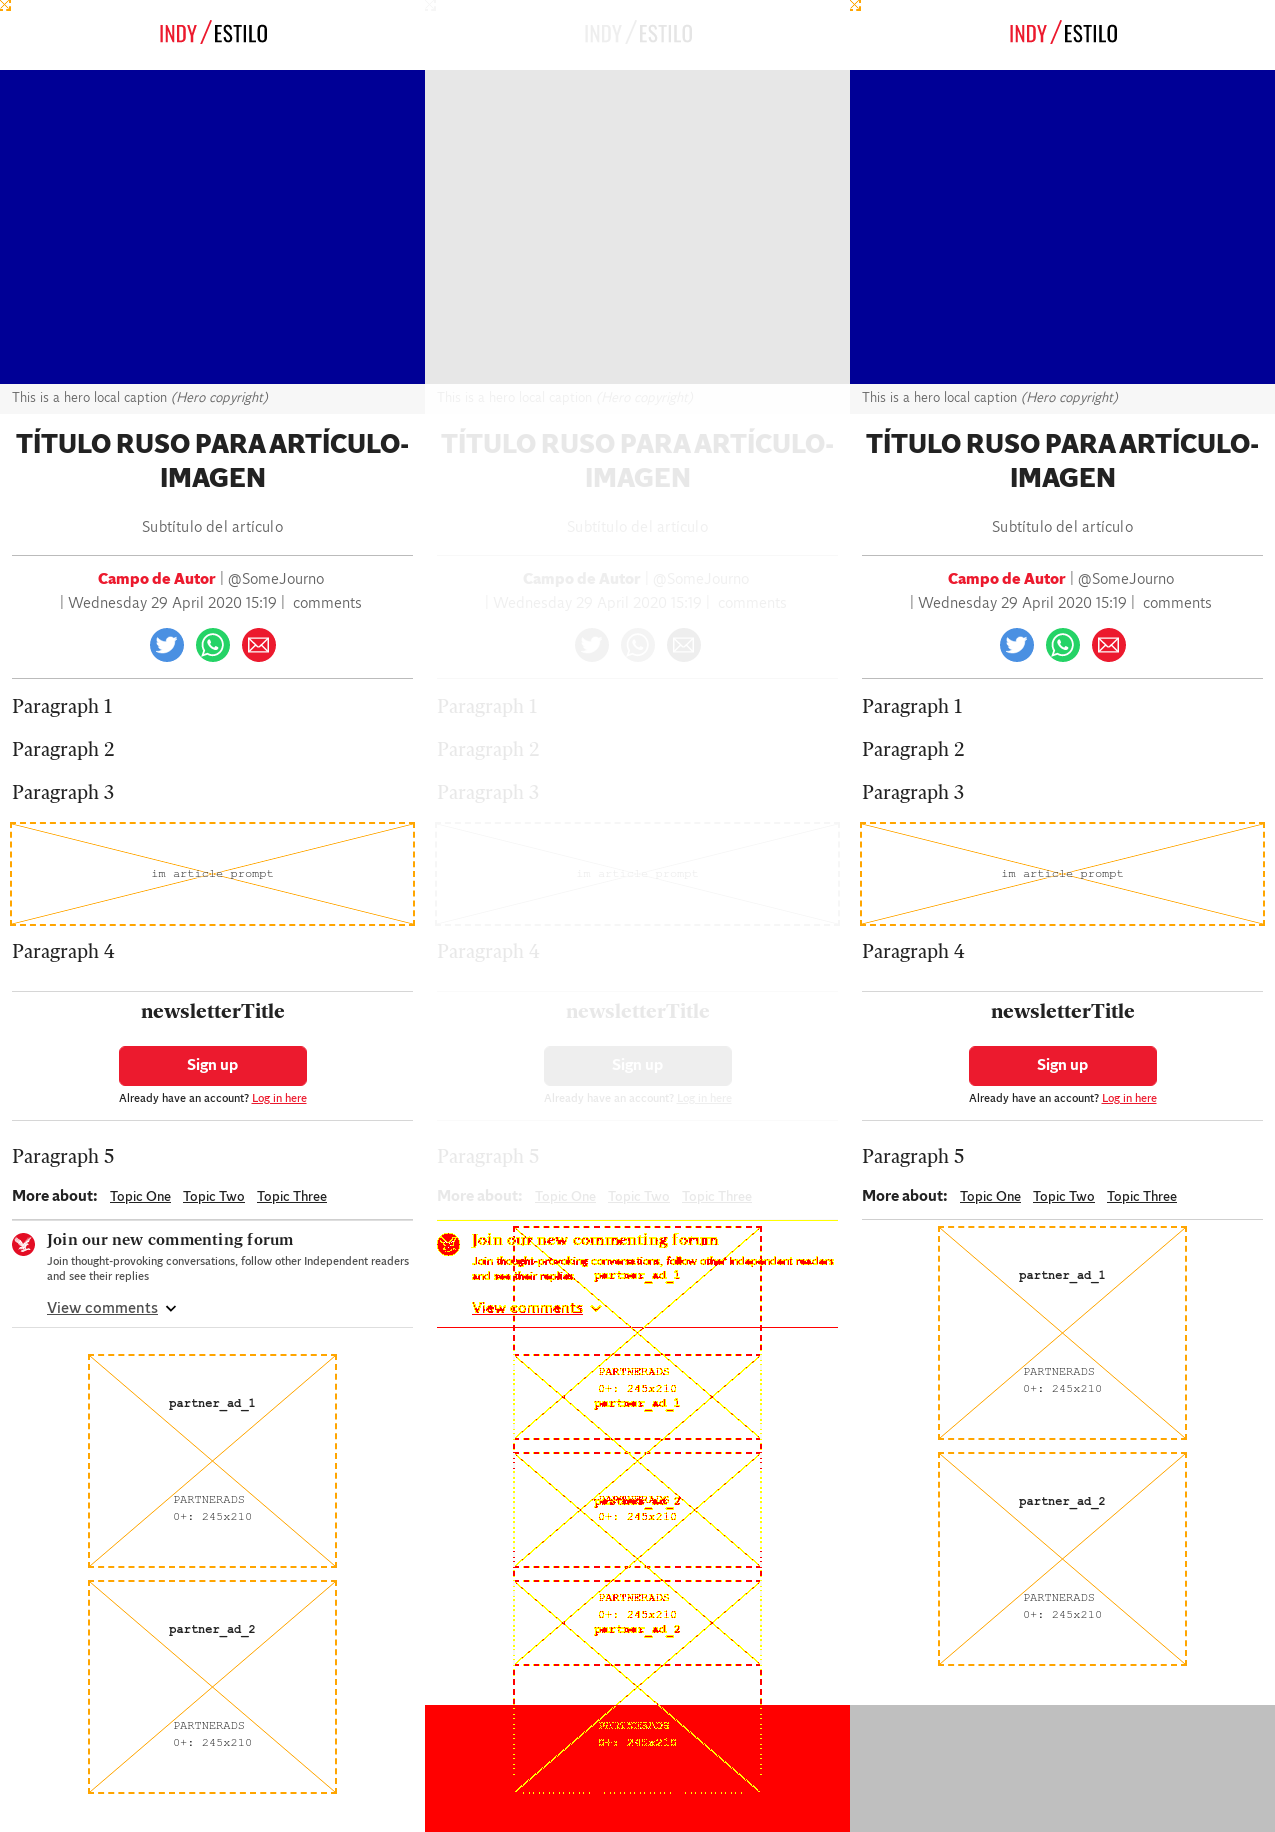 INDY/ESTILO
This is a hero local caption (Hero copyright)
TÍTULO RUSO PARA ARTÍCULO-
IMAGEN
Subtítulo del artículo
Campo de Autor | @SomeJourno
| Wednesday 29 April 2020 15:19 | comments
Paragraph 1
Paragraph 2
Paragraph 3
im article prompt
Paragraph 4
newsletterTitle
Sign up
Already have an account? Log in here
Paragraph 5
More about: Topic One Topic Two Topic Three
Join our new commenting forum
Join thought-provoking conversations, follow other Independent readers
and see their replies
View comments
partner_ad_1
PARTNERADS
0+: 245x210
partner_ad_2
PARTNERADS
0+: 245x210
INDY/ESTILO
This is a hero local caption (Hero copyright)
TÍTULO RUSO PARA ARTÍCULO-
IMAGEN
Subtítulo del artículo
Campo de Autor | @SomeJourno
| Wednesday 29 April 2020 15:19 | comments
Paragraph 1
Paragraph 2
Paragraph 3
im article prompt
Paragraph 4
newsletterTitle
Sign up
Already have an account? Log in here
Paragraph 5
More about: Topic One Topic Two Topic Three
Join our new commenting forum
Join thought-provoking conversations, follow other Independent readers
and see their replies
partner_ad_1
View comments
PARTNERADS
0+: 245x210
partner_ad_1
partner_ad_2
0+: 245x210
PARTNERADS
0+: 245x210
partner_ad_2
PARTNERADS
0+: 245x210
INDY/ESTILO
This is a hero local caption (Hero copyright)
TÍTULO RUSO PARA ARTÍCULO-
IMAGEN
Subtítulo del artículo
Campo de Autor | @SomeJourno
| Wednesday 29 April 2020 15:19 | comments
Paragraph 1
Paragraph 2
Paragraph 3
im article prompt
Paragraph 4
newsletterTitle
Sign up
Already have an account? Log in here
Paragraph 5
More about: Topic One Topic Two Topic Three
partner_ad_1
PARTNERADS
0+: 245x210
partner_ad_2
PARTNERADS
0+: 245x210